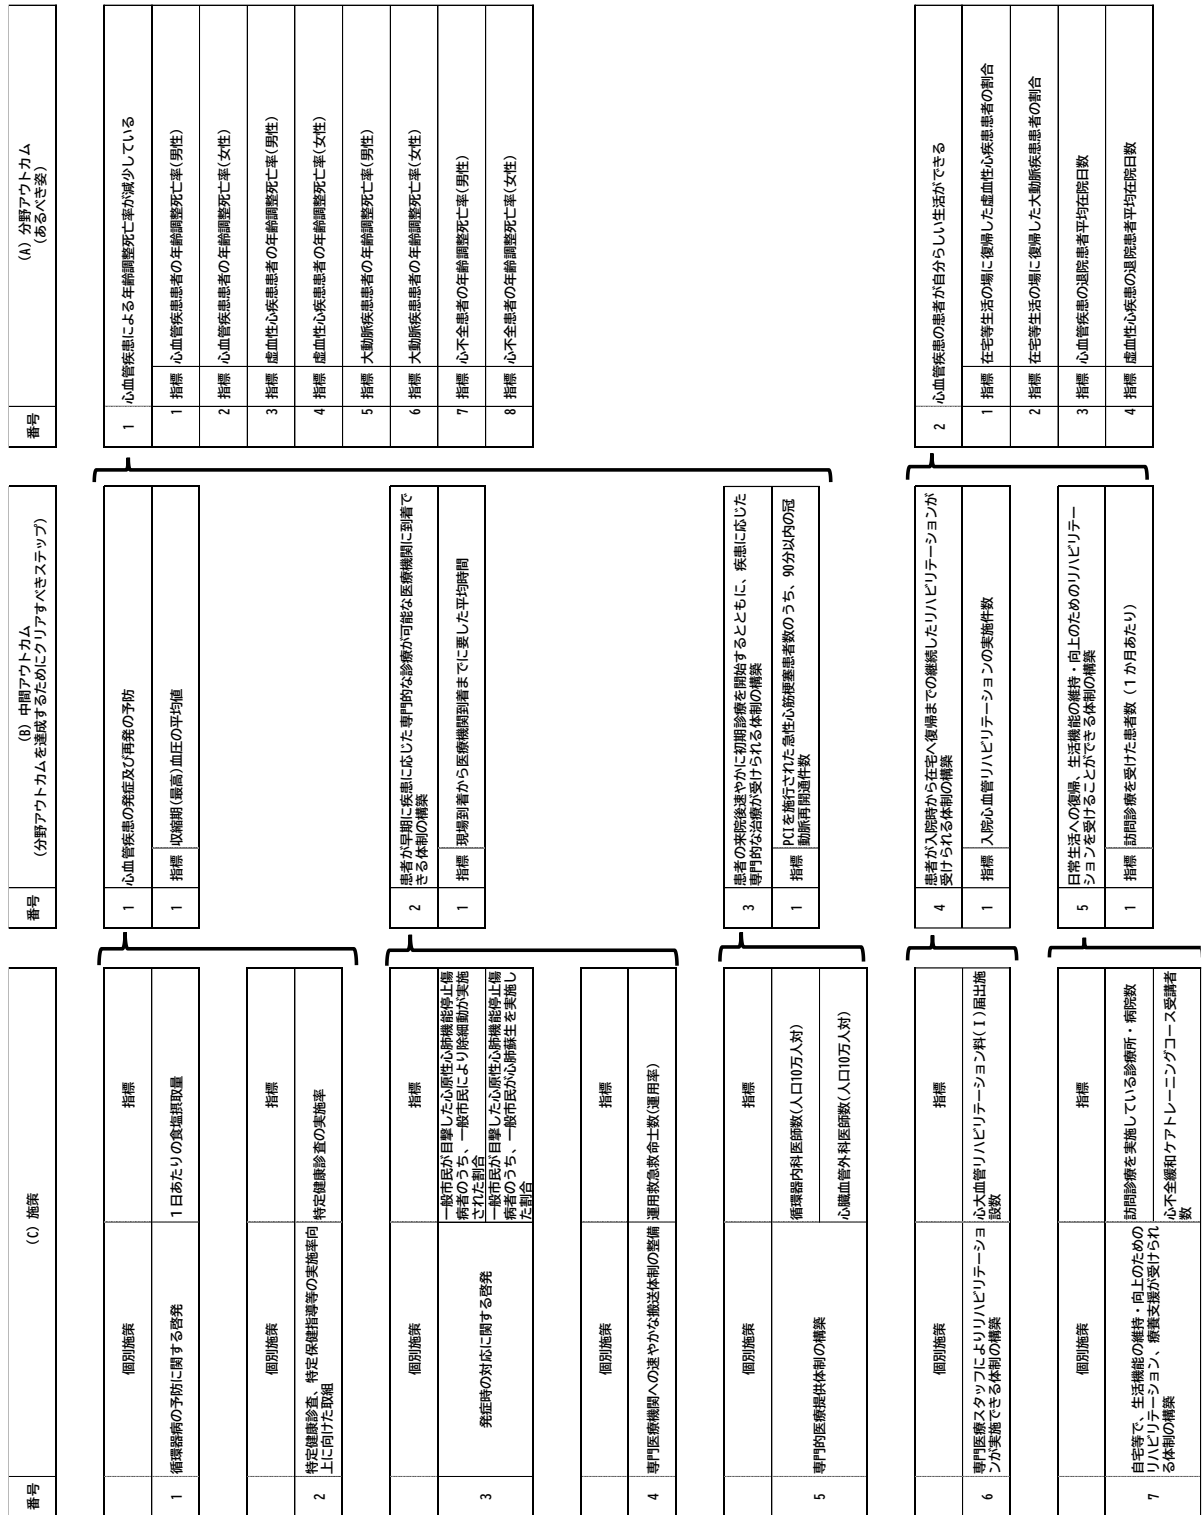 番号
(C) 施策
個別施策
指標
1
循環器病の予防に関する啓発
1日あたりの食塩摂取量
個別施策
指標
2
特定健康診査、特定保健指導等の実施率向
上に向けた取組
特定健康診査の実施率
個別施策
指標
3
発症時の対応に関する啓発
一般市民が目撃した心原性心肺機能停止傷
病者のうち、一般市民により除細動が実施
された割合
一般市民が目撃した心原性心肺機能停止傷
病者のうち、一般市民が心肺蘇生を実施し
た割合
個別施策
指標
4
専門医療機関への速やかな搬送体制の整備
運用救急救命士数(運用率)
個別施策
指標
5
専門的医療提供体制の構築
循環器内科医師数(人口10万人対)
心臓血管外科医師数(人口10万人対)
個別施策
指標
6
専門医療スタッフによりリハビリテーショ
ンが実施できる体制の構築
心大血管リハビリテーション料(Ⅰ)届出施
設数
個別施策
指標
7
自宅等で、生活機能の維持・向上のための
リハビリテーション、療養支援が受けられ
る体制の構築
訪問診療を実施している診療所・病院数
心不全緩和ケアトレーニングコース受講者
数
番号
(B) 中間アウトカム
(分野アウトカムを達成するためにクリアすべきステップ)
1
心血管疾患の発症及び再発の予防
1
指標
収縮期(最高)血圧の平均値
2
患者が早期に疾患に応じた専門的な診療が可能な医療機関に到着で
きる体制の構築
1
指標
現場到着から医療機関到着までに要した平均時間
3
患者の来院後速やかに初期診療を開始するとともに、疾患に応じた
専門的な治療が受けられる体制の構築
1
指標
PCIを施行された急性心筋梗塞患者数のうち、90分以内の冠
動脈再開通件数
4
患者が入院時から在宅へ復帰までの継続したリハビリテーションが
受けられる体制の構築
1
指標
入院心血管リハビリテーションの実施件数
5
日常生活への復帰、生活機能の維持・向上のためのリハビリテー
ションを受けることができる体制の構築
1
指標
訪問診療を受けた患者数(1か月あたり)
番号
(A) 分野アウトカム
(あるべき姿)
1
心血管疾患による年齢調整死亡率が減少している
1
指標
心血管疾患患者の年齢調整死亡率(男性)
2
指標
心血管疾患患者の年齢調整死亡率(女性)
3
指標
虚血性心疾患患者の年齢調整死亡率(男性)
4
指標
虚血性心疾患患者の年齢調整死亡率(女性)
5
指標
大動脈疾患患者の年齢調整死亡率(男性)
6
指標
大動脈疾患患者の年齢調整死亡率(女性)
7
指標
心不全患者の年齢調整死亡率(男性)
8
指標
心不全患者の年齢調整死亡率(女性)
2
心血管疾患の患者が自分らしい生活ができる
1
指標
在宅等生活の場に復帰した虚血性心疾患患者の割合
2
指標
在宅等生活の場に復帰した大動脈疾患患者の割合
3
指標
心血管疾患の退院患者平均在院日数
4
指標
虚血性心疾患の退院患者平均在院日数